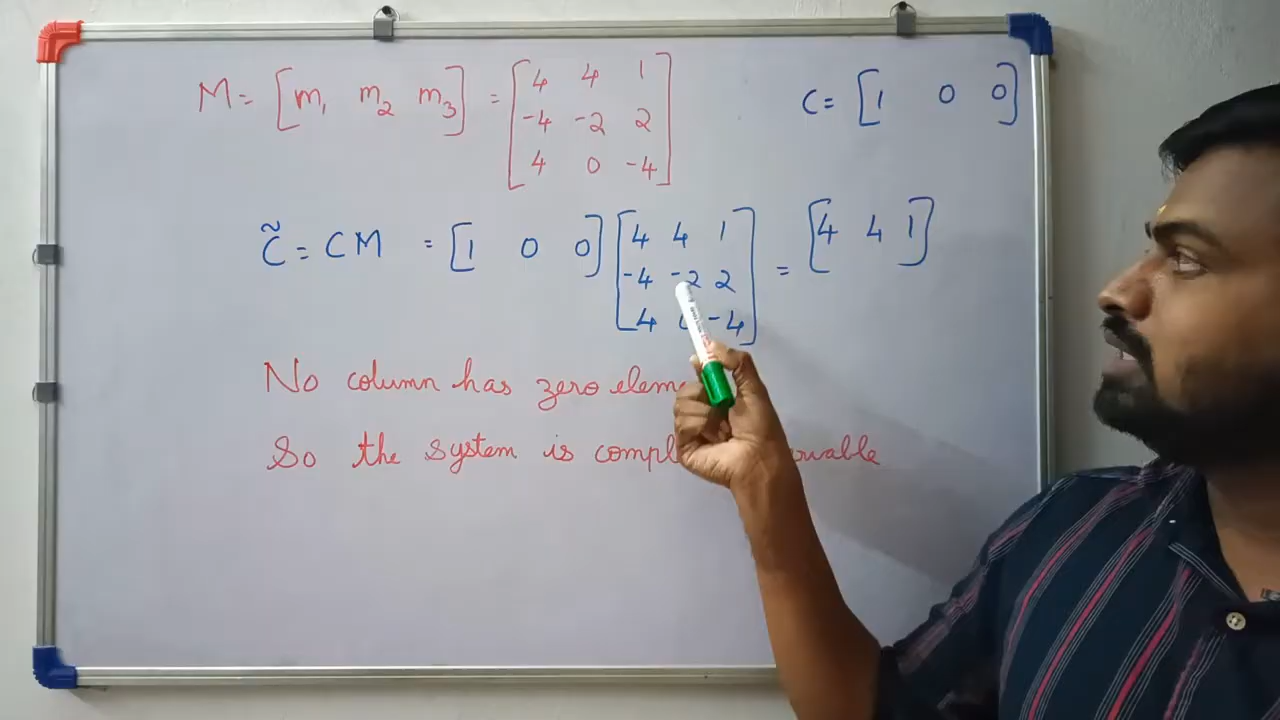 M = [m₁ m₂ m₃] = [4 4 1
-4 -2 2
4 0 -4]
C = [1 0 0]
C̃ = CM = [1 0 0] [4 4 1
-4 -2 2
4 0 -4] = [4 4 1]
No column has zero
So the system is